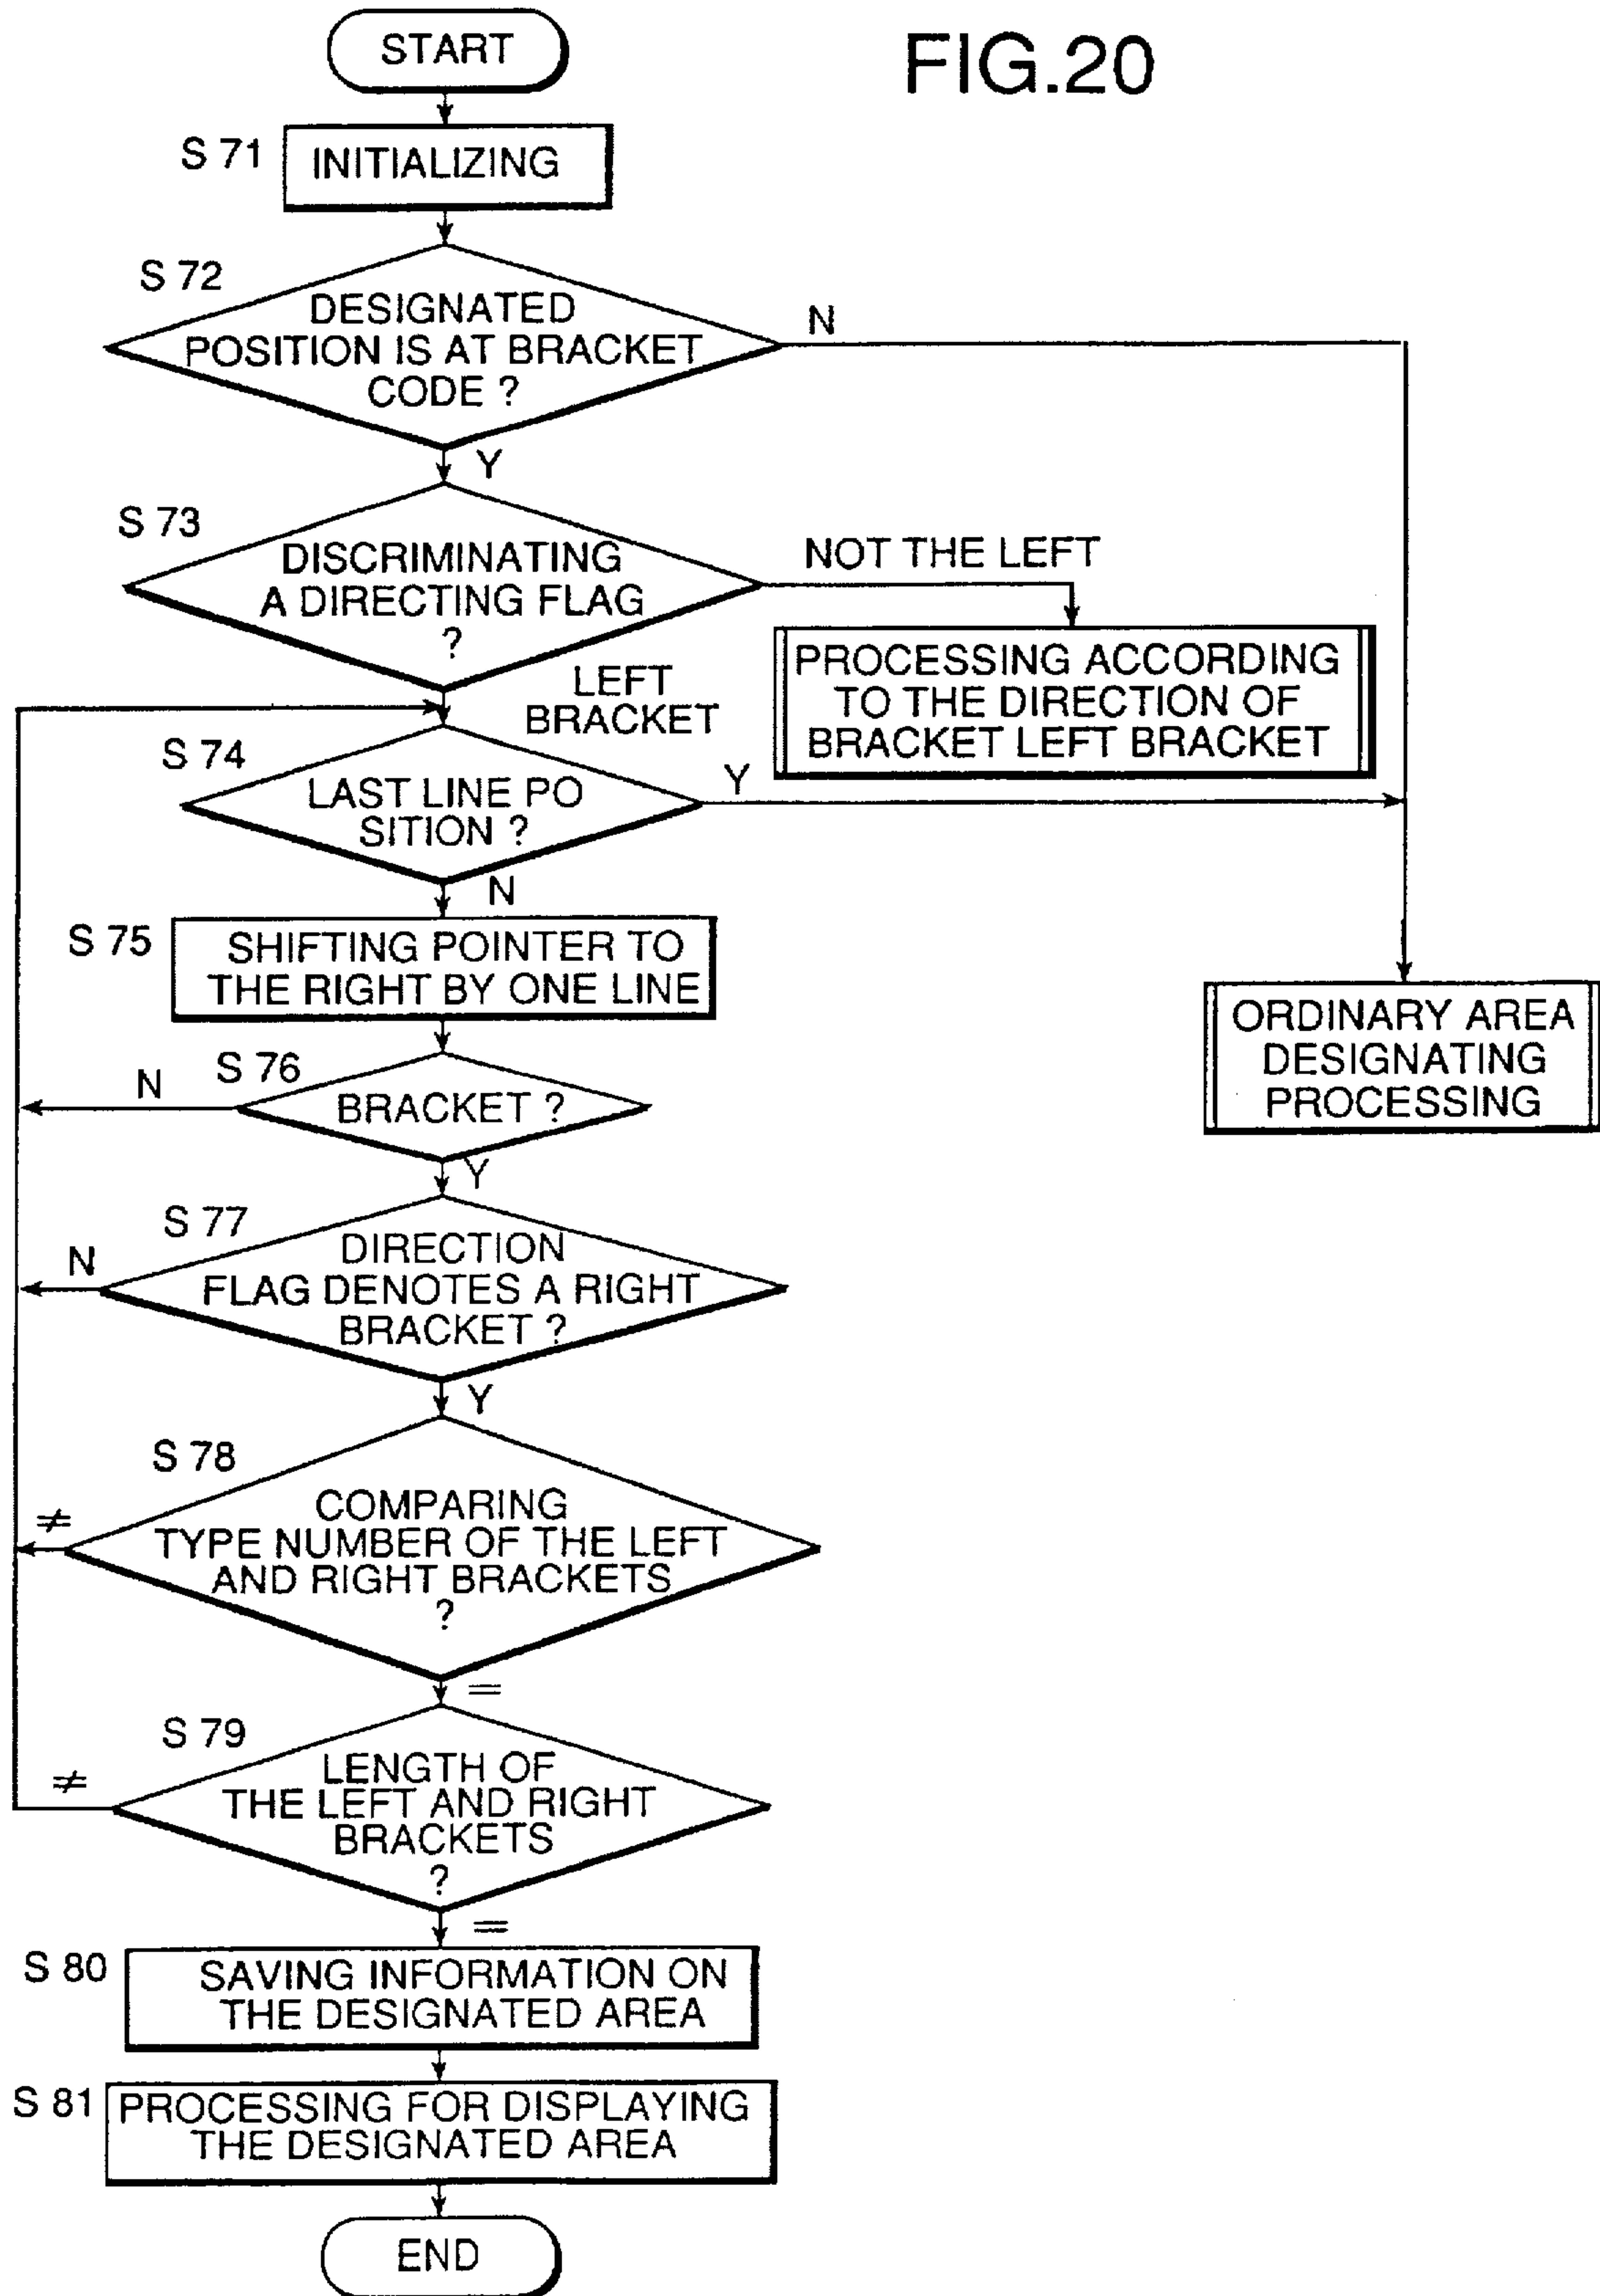 FIG.20
START
S 71
INITIALIZING
S 72
DESIGNATED
POSITION IS AT BRACKET
CODE ?
N
Y
S 73
DISCRIMINATING
A DIRECTING FLAG
?
NOT THE LEFT
PROCESSING ACCORDING
TO THE DIRECTION OF
BRACKET LEFT BRACKET
LEFT
BRACKET
S 74
LAST LINE PO
SITION ?
Y
N
S 75
SHIFTING POINTER TO
THE RIGHT BY ONE LINE
ORDINARY AREA
DESIGNATING
PROCESSING
S 76
N
BRACKET ?
Y
S 77
N
DIRECTION
FLAG DENOTES A RIGHT
BRACKET ?
Y
S 78
≠
COMPARING
TYPE NUMBER OF THE LEFT
AND RIGHT BRACKETS
?
=
S 79
≠
LENGTH OF
THE LEFT AND RIGHT
BRACKETS
?
=
S 80
SAVING INFORMATION ON
THE DESIGNATED AREA
S 81
PROCESSING FOR DISPLAYING
THE DESIGNATED AREA
END